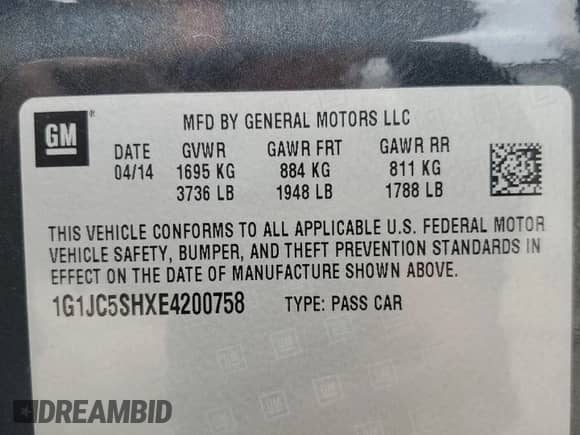 GM ®
MFD BY GENERAL MOTORS LLC
DATE GVWR GAWR FRT GAWR RR
04/14 1695 KG 884 KG 811 KG
3736 LB 1948 LB 1788 LB
THIS VEHICLE CONFORMS TO ALL APPLICABLE U.S. FEDERAL MOTOR
VEHICLE SAFETY, BUMPER, AND THEFT PREVENTION STANDARDS IN
EFFECT ON THE DATE OF MANUFACTURE SHOWN ABOVE.
1G1JC5SHXE4200758 TYPE: PASS CAR
DREAMBID